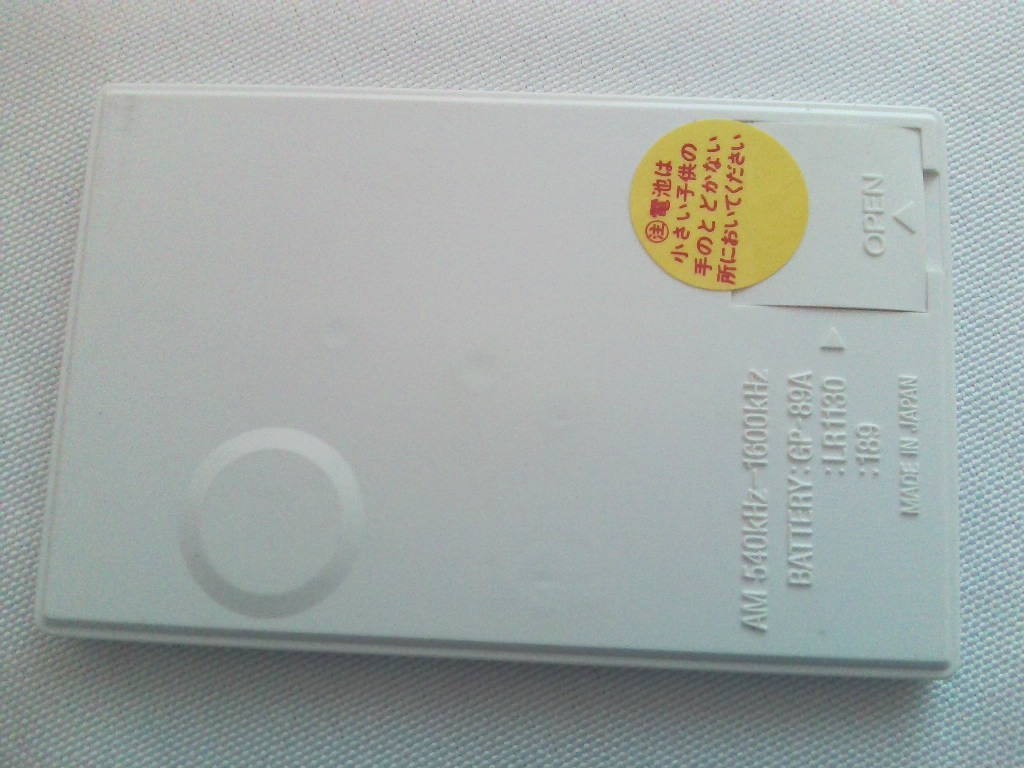 ㊟電池は
小さい子供の
手のととかない
所においてください
OPEN
AM 540kHz-1600kHz
BATTERY:GP-89A
:LR1130
:189
MADE IN JAPAN